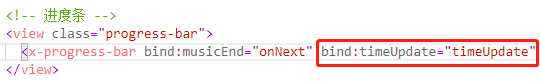 <!-- 进度条 -->
<view class="progress-bar">
<x-progress-bar bind:musicEnd="onNext" bind:timeUpdate="timeUpdate"
</view>